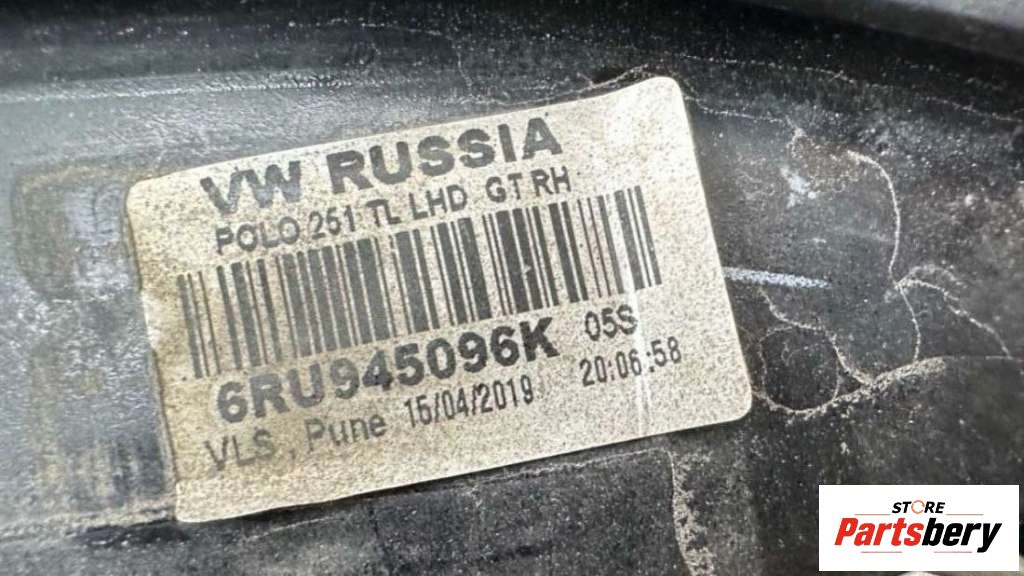 VW RUSSIA
POLO 251 TL LHD GT RH
6RU945096K 05S
VLS, Pune 15/04/2019 20:06:58
STORE
Partsbery